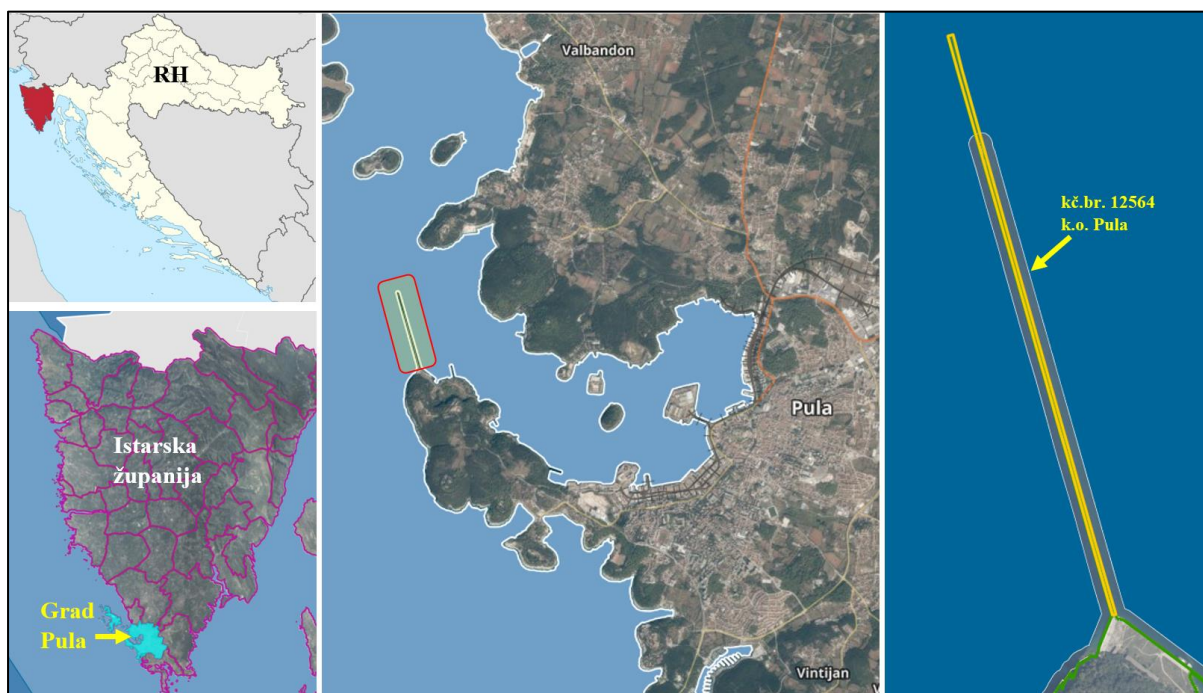 RH
Istarska
županija
Grad
Pula
Valbandon
Pula
Vintijan
kč.br. 12564
k.o. Pula